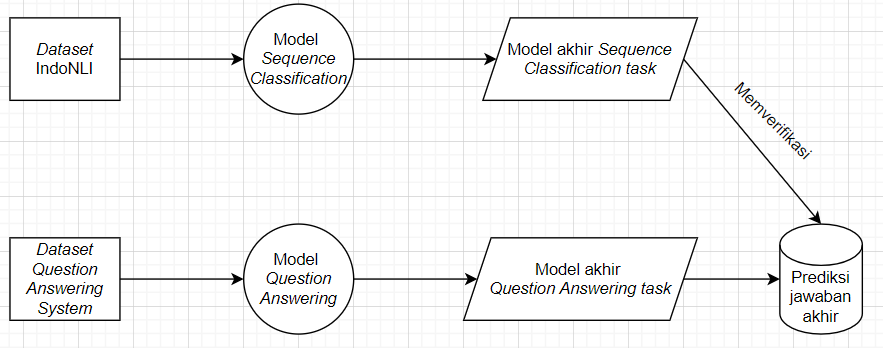 Dataset
IndoNLI
Model
Sequence
Classification
Model akhir Sequence
Classification task
Memverifikasi
Dataset
Question
Answering
System
Model
Question
Answering
Model akhir
Question Answering task
Prediksi
jawaban
akhir